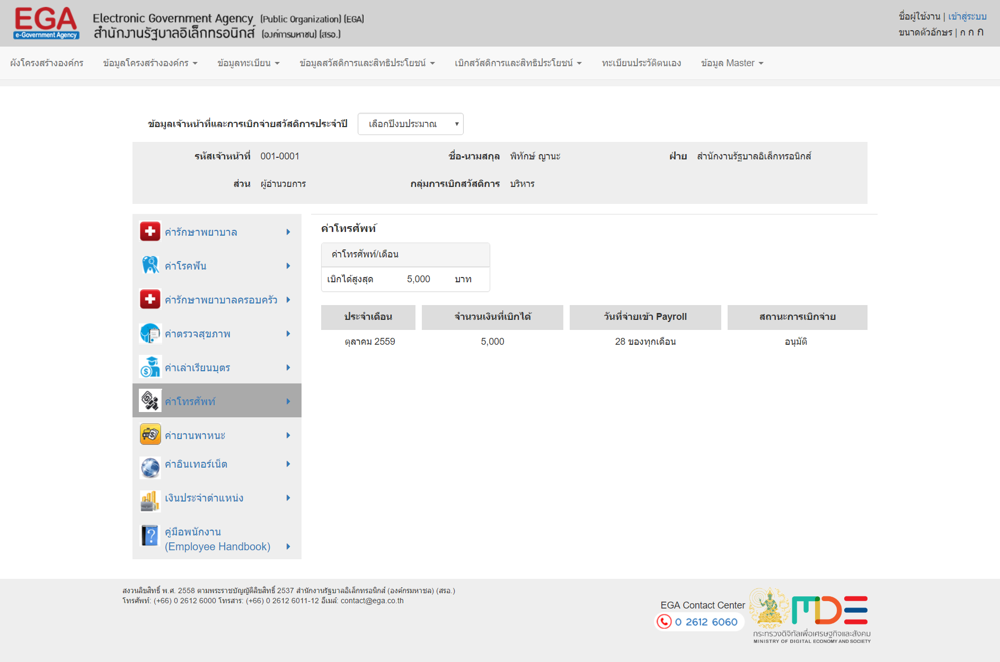 EGA
e-Government Agency
Electronic Government Agency (Public Organization) (EGA)
สำนักงานรัฐบาลอิเล็กทรอนิกส์ (องค์การมหาชน) (สรอ.)
ชื่อผู้ใช้งาน | เข้าสู่ระบบ
ขนาดตัวอักษร | ก ก ก
ผังโครงสร้างองค์กร ข้อมูลโครงสร้างองค์กร ข้อมูลทะเบียน ข้อมูลสวัสดิการและสิทธิประโยชน์ เบิกสวัสดิการและสิทธิประโยชน์ ทะเบียนประวัติตนเอง ข้อมูล Master
ข้อมูลเจ้าหน้าที่และการเบิกจ่ายสวัสดิการประจำปี เลือกปีงบประมาณ
รหัสเจ้าหน้าที่ 001-0001 ชื่อ-นามสกุล พิทักษ์ ญานะ ฝ่าย สำนักงานรัฐบาลอิเล็กทรอนิกส์
ส่วน ผู้อำนวยการ กลุ่มการเบิกสวัสดิการ บริหาร
ค่ารักษาพยาบาล
ค่าโรคฟัน
ค่ารักษาพยาบาลครอบครัว
ค่าตรวจสุขภาพ
ค่าเล่าเรียนบุตร
ค่าโทรศัพท์
ค่ายานพาหนะ
ค่าอินเทอร์เน็ต
เงินประจำตำแหน่ง
คู่มือพนักงาน
(Employee Handbook)
ค่าโทรศัพท์
ค่าโทรศัพท์/เดือน
เบิกได้สูงสุด 5,000 บาท
ประจำเดือน จำนวนเงินที่เบิกได้ วันที่จ่ายเข้า Payroll สถานะการเบิกจ่าย
ตุลาคม 2559 5,000 28 ของทุกเดือน อนุมัติ
สงวนลิขสิทธิ์ พ.ศ. 2558 ตามพระราชบัญญัติลิขสิทธิ์ 2537 สำนักงานรัฐบาลอิเล็กทรอนิกส์ (องค์กรมหาชล) (สรอ.)
โทรศัพท์: (+66) 0 2612 6000 โทรสาร: (+66) 0 2612 6011-12 อีเมล์: contact@ega.co.th
EGA Contact Center
0 2612 6060
MDE
กระทรวงดิจิทัลเพื่อเศรษฐกิจและสังคม
MINISTRY OF DIGITAL ECONOMY AND SOCIETY